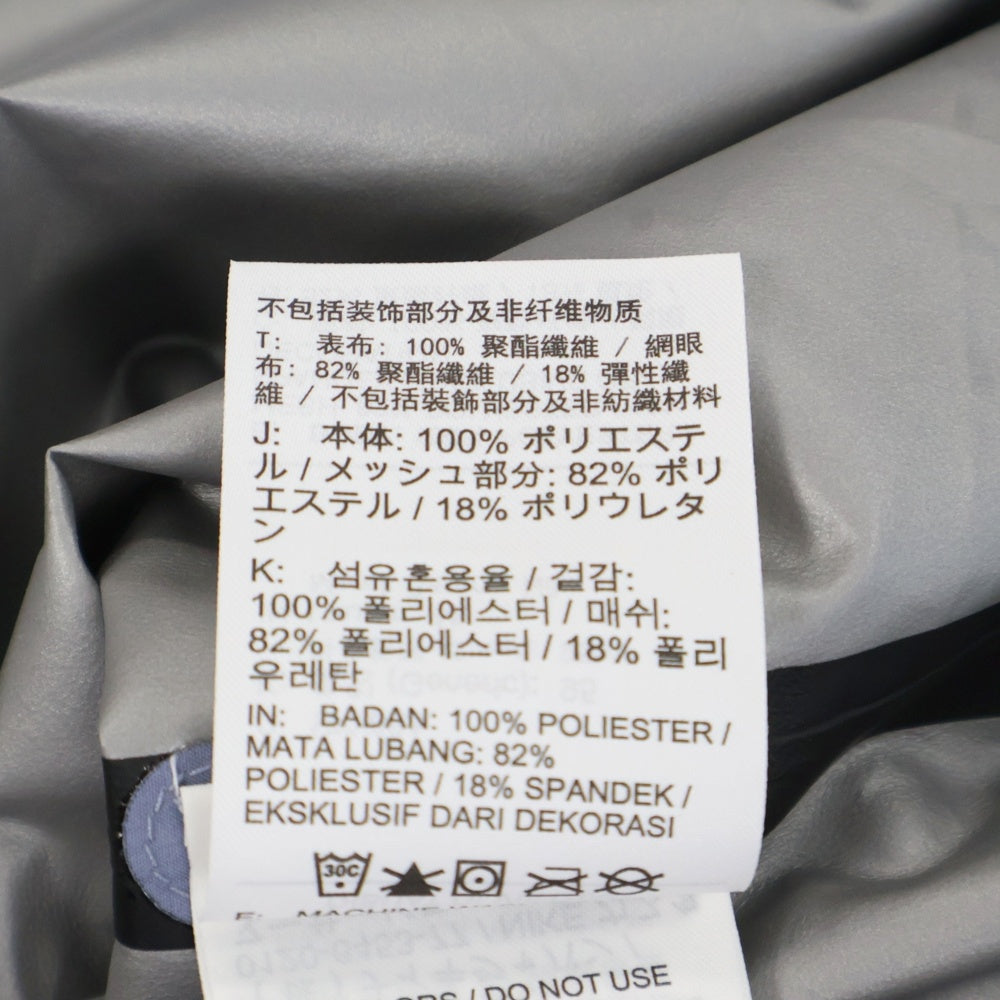 不包括装饰部分及非纤维物质
T: 表布: 100% 聚酯纖維 / 網眼
布: 82% 聚酯纖維 / 18% 彈性纖
維 / 不包括裝飾部分及非紡織材料
J: 本体: 100% ポリエステ
ル / メッシュ部分: 82% ポリ
エステル / 18% ポリウレタ
ン
K: 섬유혼용율 / 겉감:
100% 폴리에스터 / 매쉬:
82% 폴리에스터 / 18% 폴리
우레탄
IN: BADAN: 100% POLIESTER /
MATA LUBANG: 82%
POLIESTER / 18% SPANDEK /
EKSKLUSIF DARI DEKORASI
30C
E: MACHINE
/ DO NOT USE